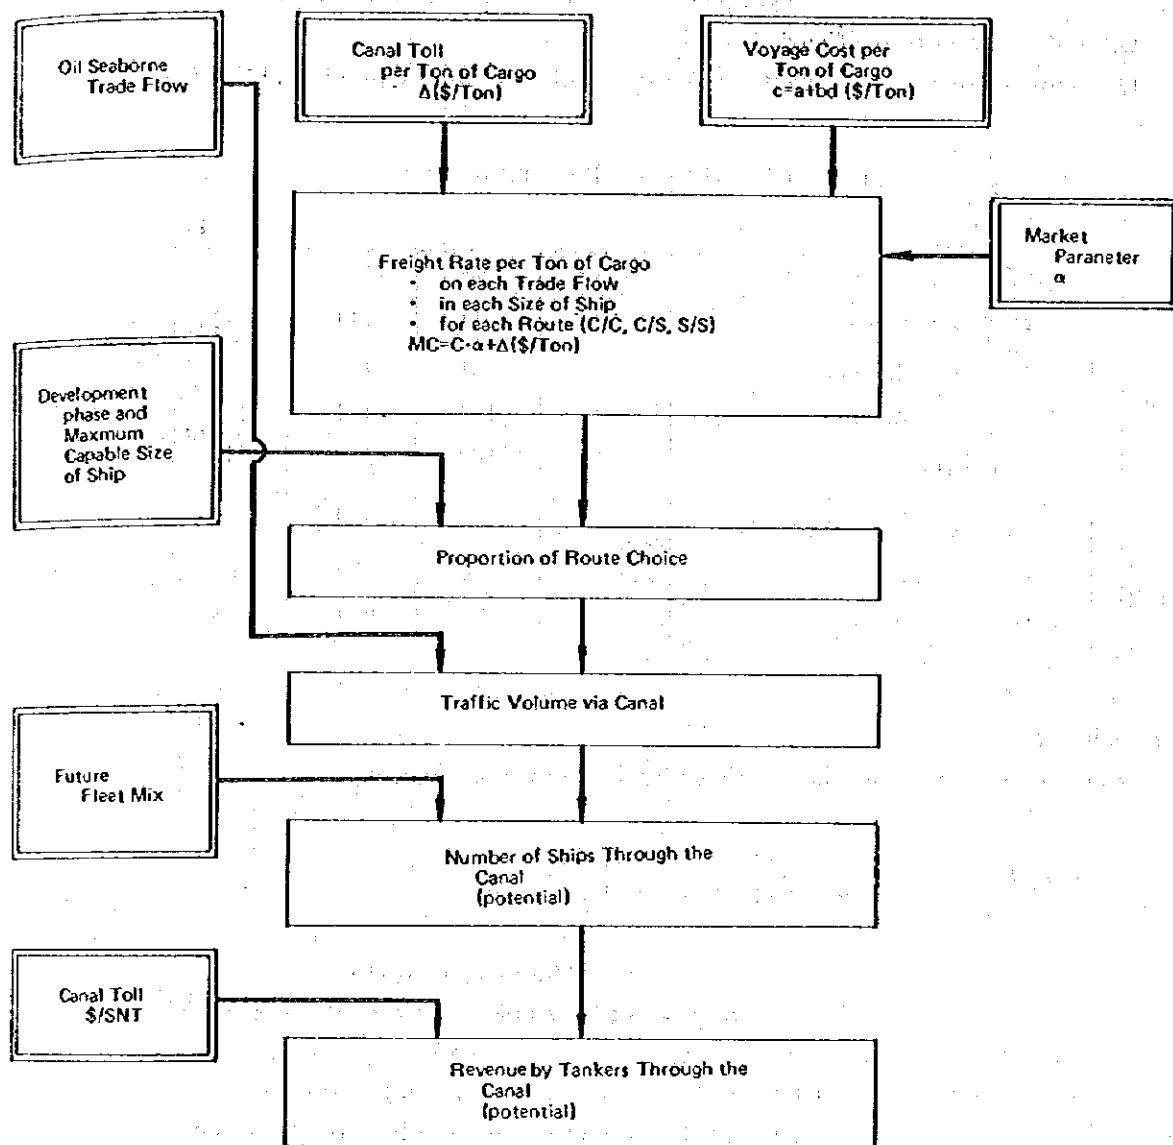 Oil Seaborne
Trade Flow
Canal Toll
per Ton of Cargo
Δ($/Ton)
Voyage Cost per
Ton of Cargo
c=a+bd ($/Ton)
Market
Paraneter
α
Freight Rate per Ton of Cargo
• on each Trade Flow
• in each Size of Ship
• for each Route (C/C, C/S, S/S)
MC=C·α+Δ($/Ton)
Development
phase and
Maxmum
Capable Size
of Ship
Proportion of Route Choice
Traffic Volume via Canal
Future
Fleet Mix
Number of Ships Through the
Canal
(potential)
Canal Toll
$/SNT
Revenue by Tankers Through the
Canal
(potential)